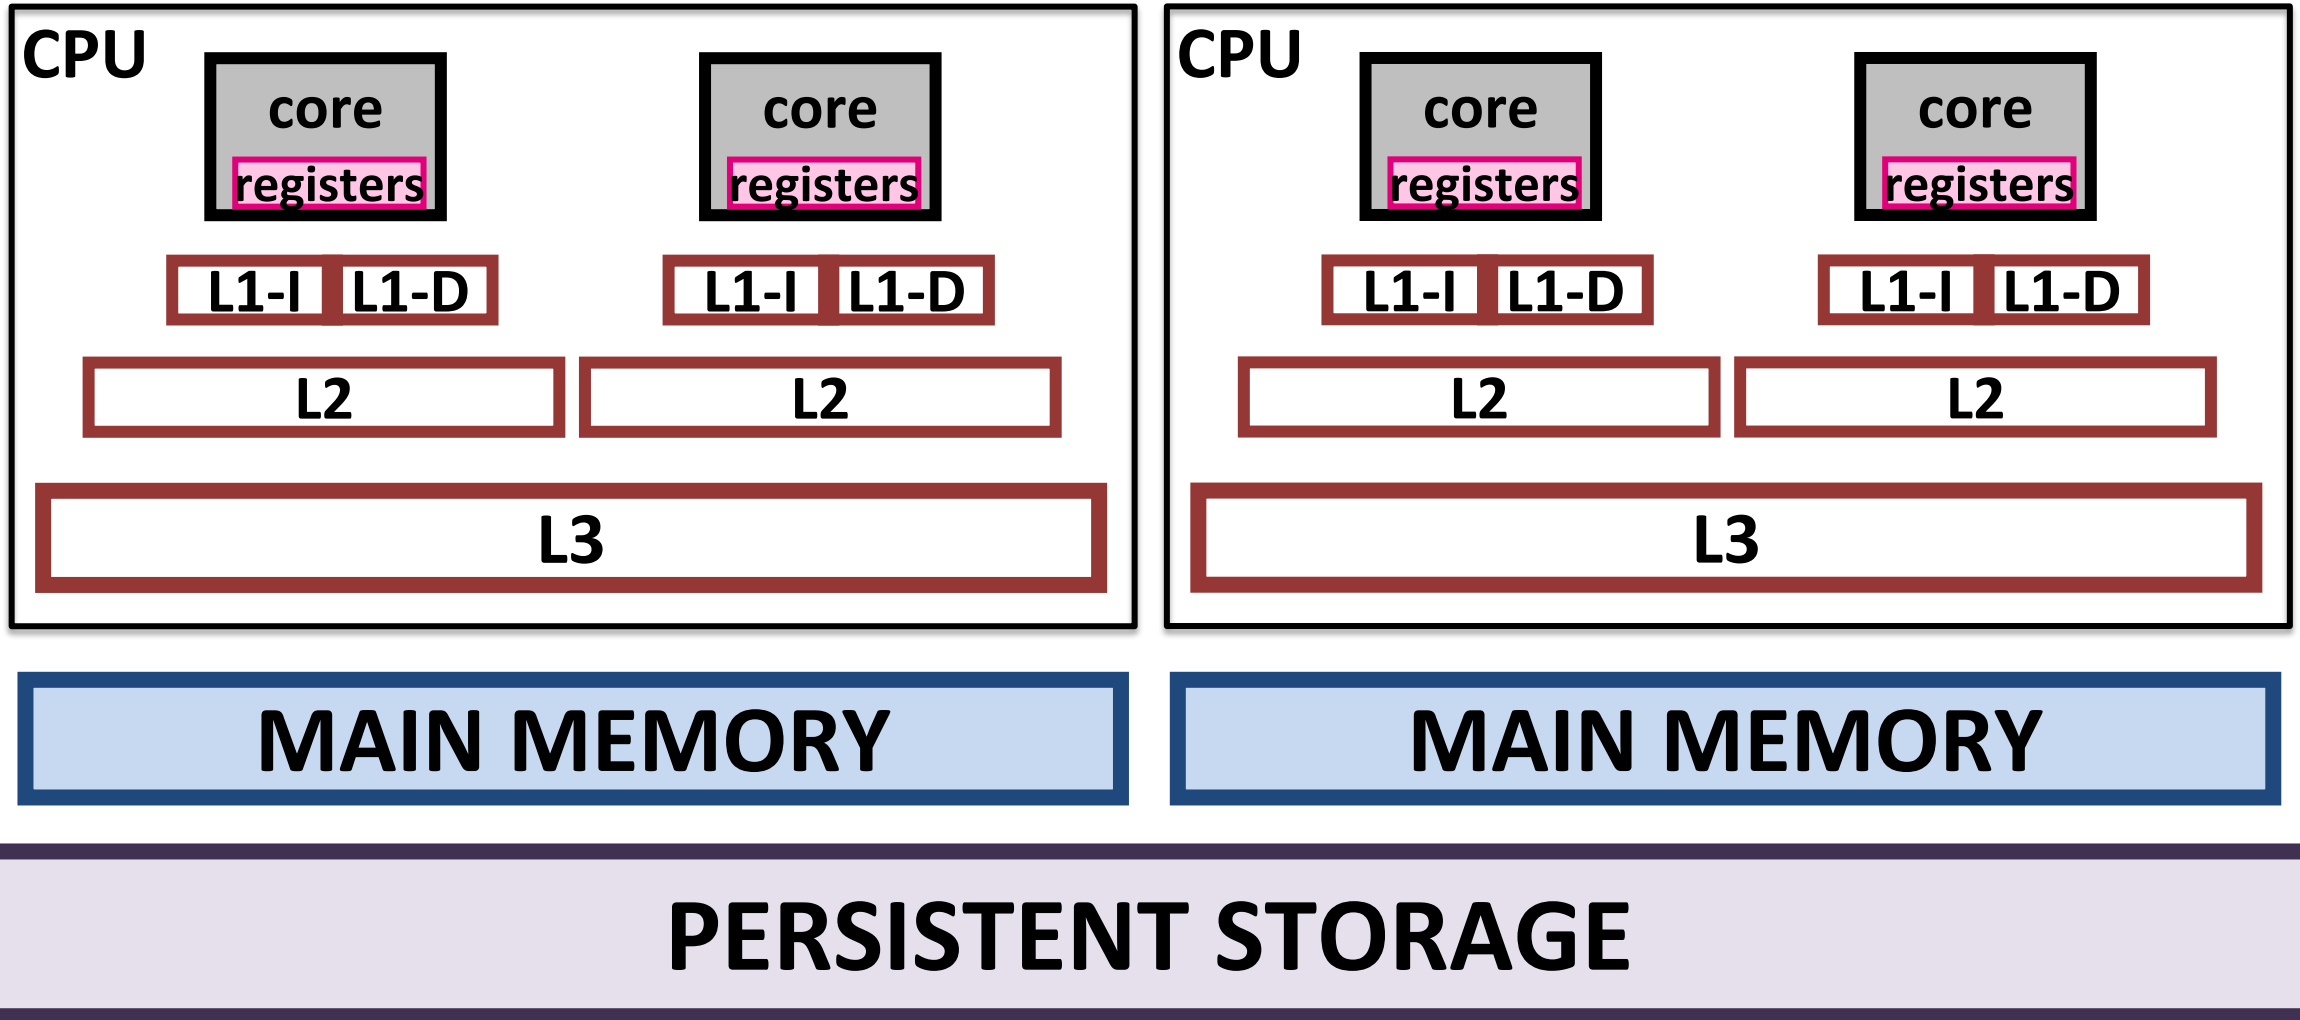 CPU
core
registers
core
registers
L1-I L1-D
L1-I L1-D
L2
L2
L3
CPU
core
registers
core
registers
L1-I L1-D
L1-I L1-D
L2
L2
L3
MAIN MEMORY
MAIN MEMORY
PERSISTENT STORAGE